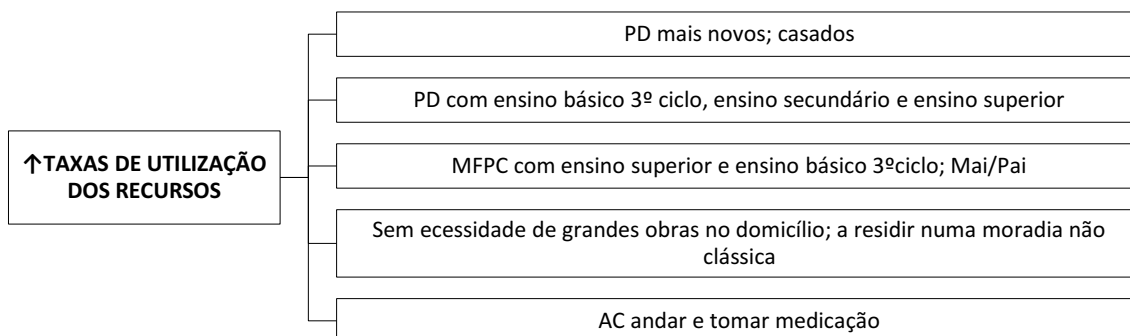 PD mais novos; casados
PD com ensino básico 3º ciclo, ensino secundário e ensino superior
↑TAXAS DE UTILIZAÇÃO
DOS RECURSOS
MFPC com ensino superior e ensino básico 3ºciclo; Mai/Pai
Sem ecessidade de grandes obras no domicílio; a residir numa moradia não
clássica
AC andar e tomar medicação